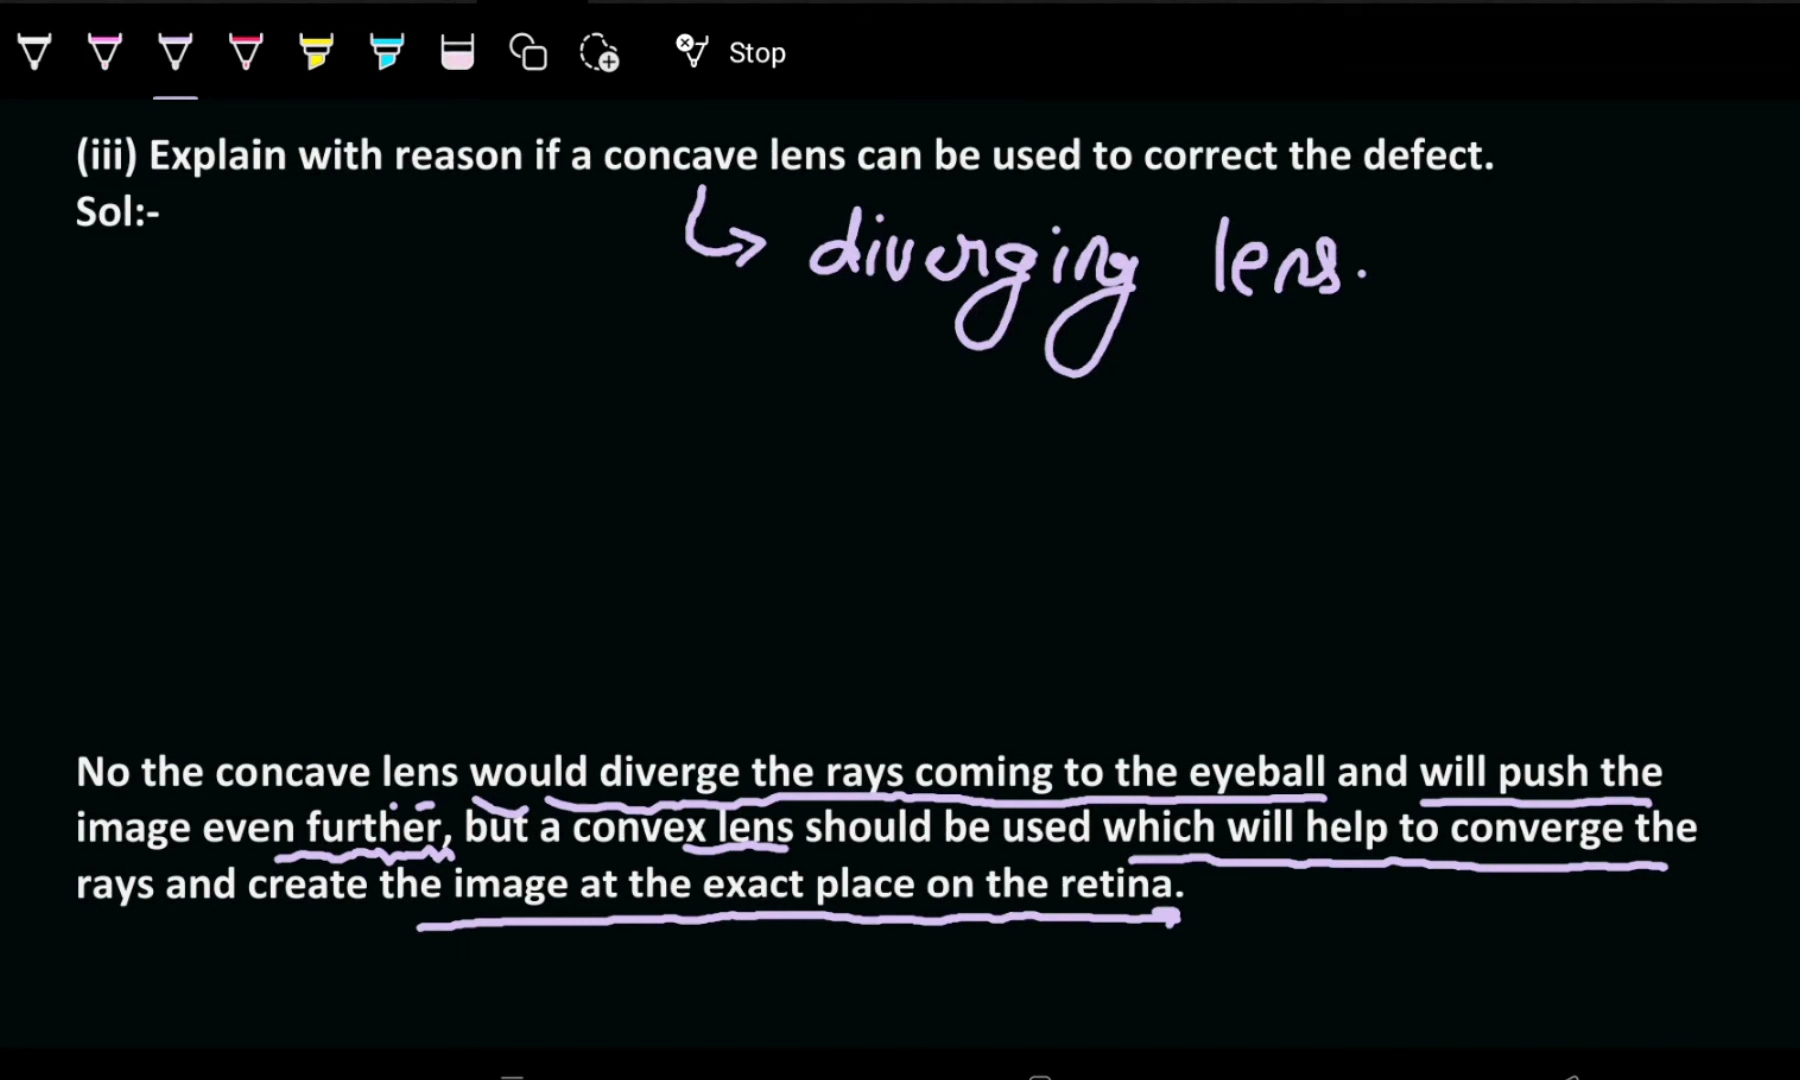 Stop
(iii) Explain with reason if a concave lens can be used to correct the defect.
Sol:-
diverging lens.
No the concave lens would diverge the rays coming to the eyeball and will push the
image even further, but a convex lens should be used which will help to converge the
rays and create the image at the exact place on the retina.